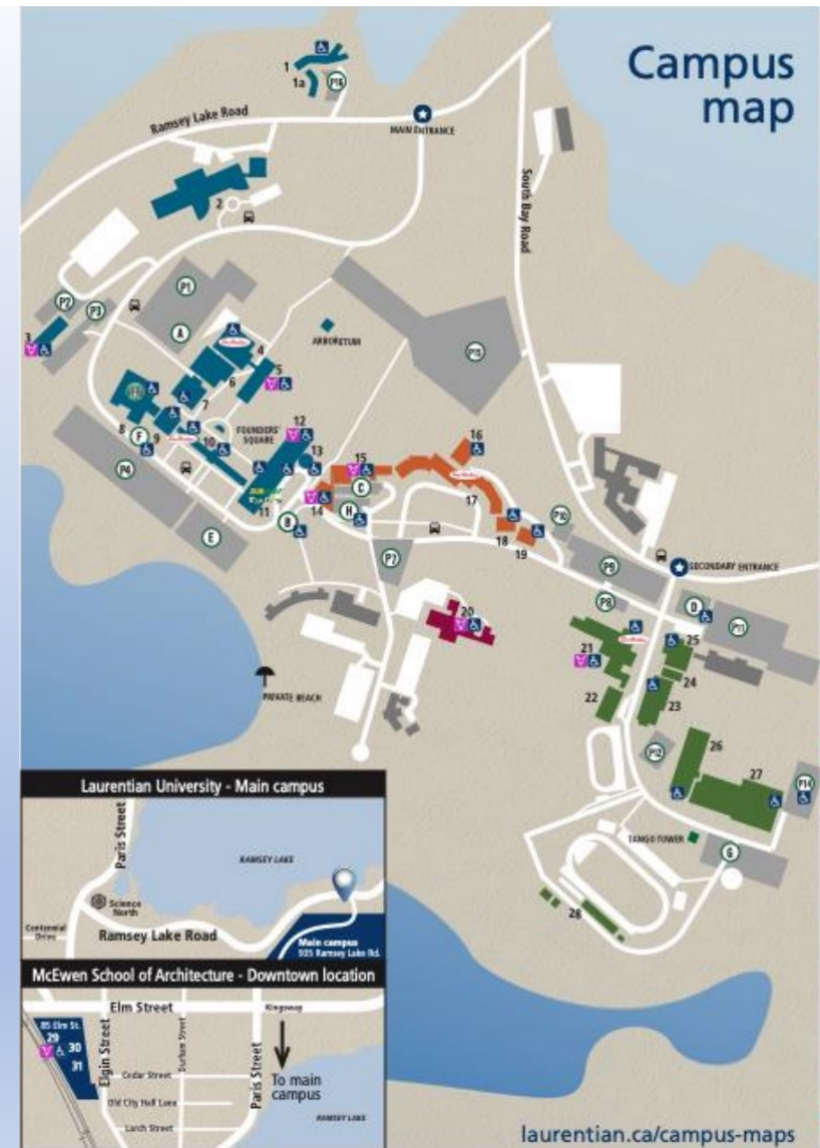 Campus
map
1
1a
P16
Ramsey Lake Road
MAIN ENTRANCE
South Bay Road
2
P1
P2
P3
A
3
4
5
6
ARBORETUM
P15
7
8
F
9
10
FOUNDERS'
SQUARE
12
13
15
16
P4
C
14
17
11
B
H
E
18
19
P10
P7
P9
SECONDARY ENTRANCE
20
P8
D
P11
21
25
24
22
23
PRIVATE BEACH
P12
26
27
P14
TANGO TOWER
G
28
Laurentian University - Main campus
Paris Street
RAMSEY LAKE
Science
North
Centennial
Drive
Ramsey Lake Road
Main campus
935 Ramsey Lake Rd.
McEwen School of Architecture - Downtown location
Elm Street
Kingsway
85 Elm St.
29
30
31
Elgin Street
Durham Street
Paris Street
Cedar Street
Old City Hall Lane
Larch Street
To main
campus
RAMSEY LAKE
laurentian.ca/campus-maps